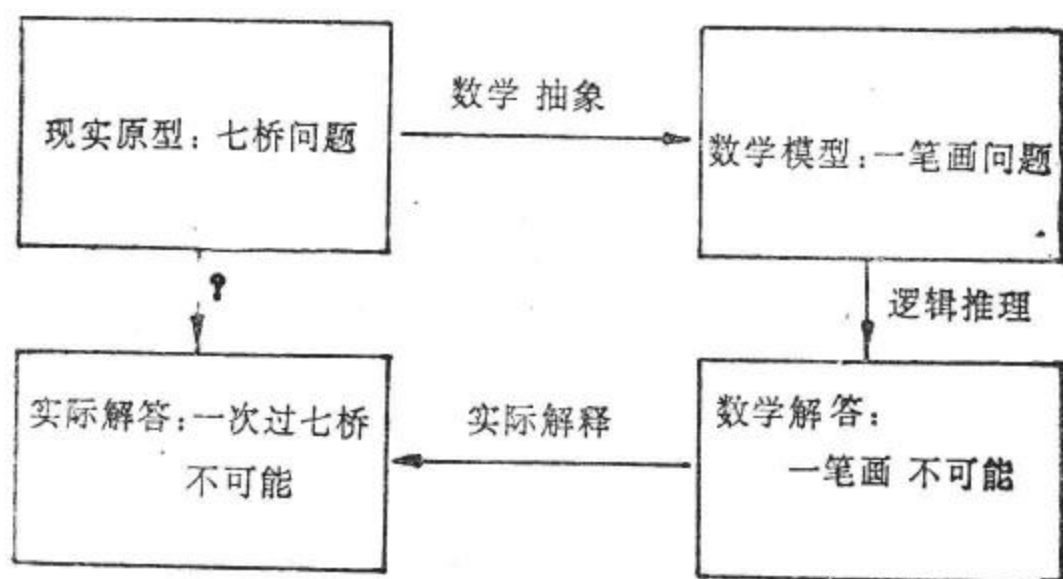 现实原型：七桥问题
数学 抽象
数学模型：一笔画问题
?
逻辑推理
实际解答：一次过七桥
不可能
实际解释
数学解答：
一笔画 不可能